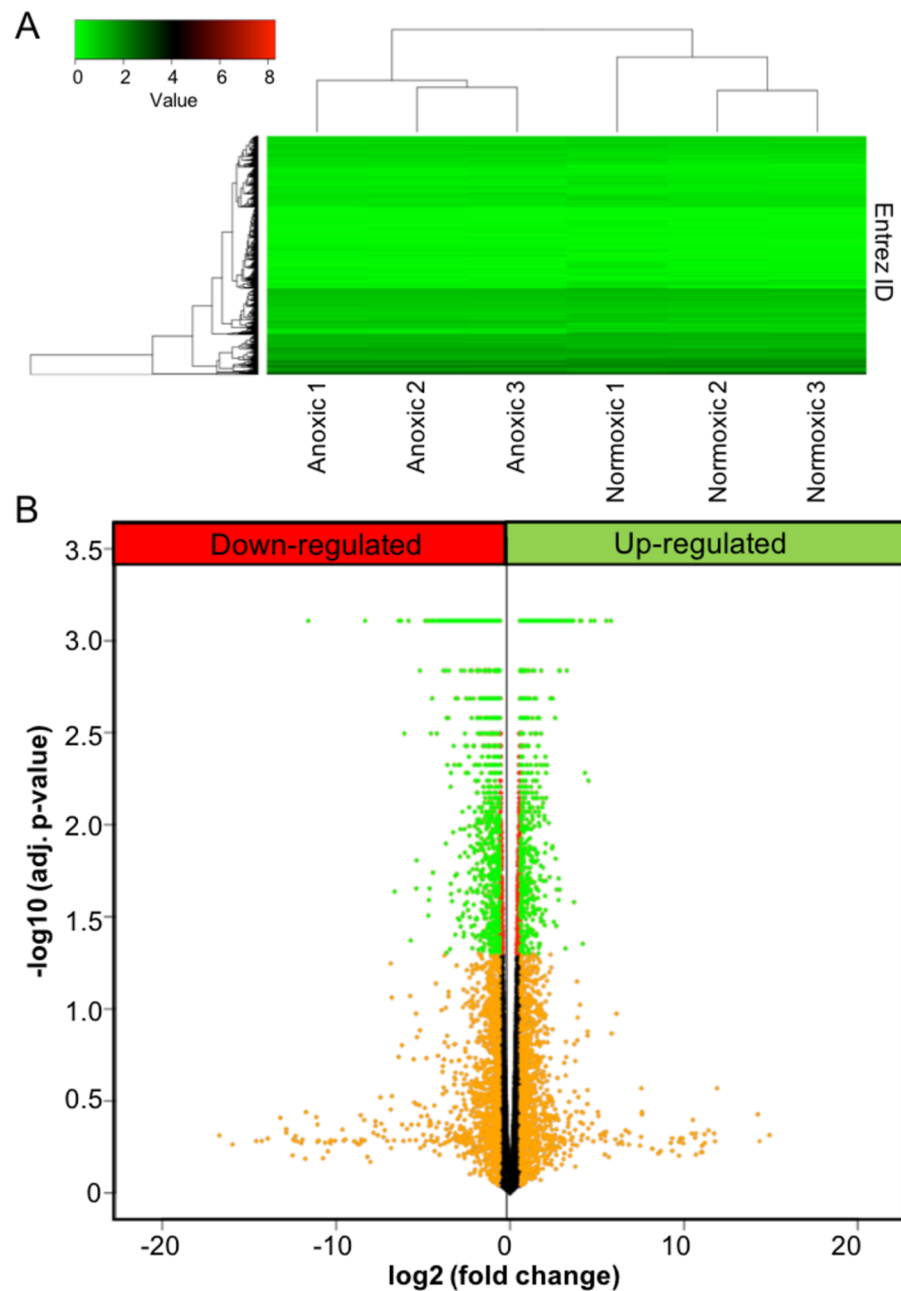 A
0 2 4 6 8
Value
Entrez ID
Anoxic 1
Anoxic 2
Anoxic 3
Normoxic 1
Normoxic 2
Normoxic 3
B
Down-regulated Up-regulated
3.5
3.0
2.5
2.0
1.5
1.0
0.5
0
-log10 (adj. p-value)
-20 -10 0 10 20
log2 (fold change)